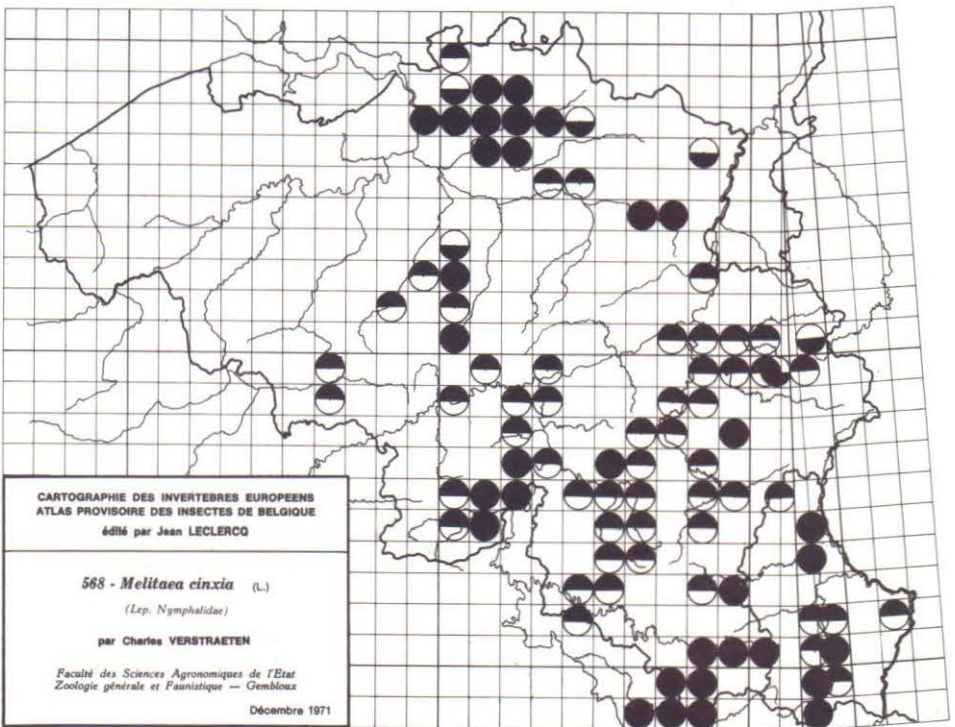 CARTOGRAPHIE DES INVERTEBRES EUROPEENS
ATLAS PROVISOIRE DES INSECTES DE BELGIQUE
édité par Jean LECLERCQ
568 - Melitaea cinxia (L.)
(Lep. Nymphalidae)
par Charles VERSTRAETEN
Faculté des Sciences Agronomiques de l'Etat
Zoologie générale et Faunistique — Gembloux
Décembre 1971